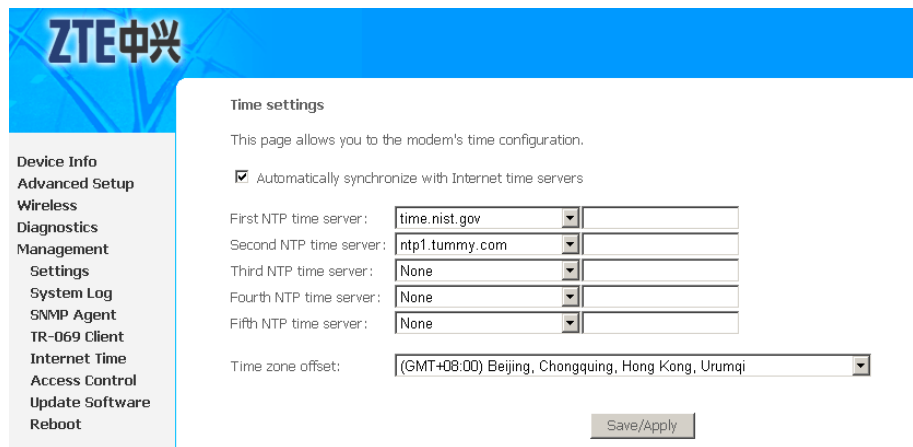 ZTE中兴
Time settings
This page allows you to the modem's time configuration.
Automatically synchronize with Internet time servers
First NTP time server: time.nist.gov
Second NTP time server: ntp1.tummy.com
Third NTP time server: None
Fourth NTP time server: None
Fifth NTP time server: None
Time zone offset: (GMT+08:00) Beijing, Chongquing, Hong Kong, Urumqi
Save/Apply
Device Info
Advanced Setup
Wireless
Diagnostics
Management
Settings
System Log
SNMP Agent
TR-069 Client
Internet Time
Access Control
Update Software
Reboot